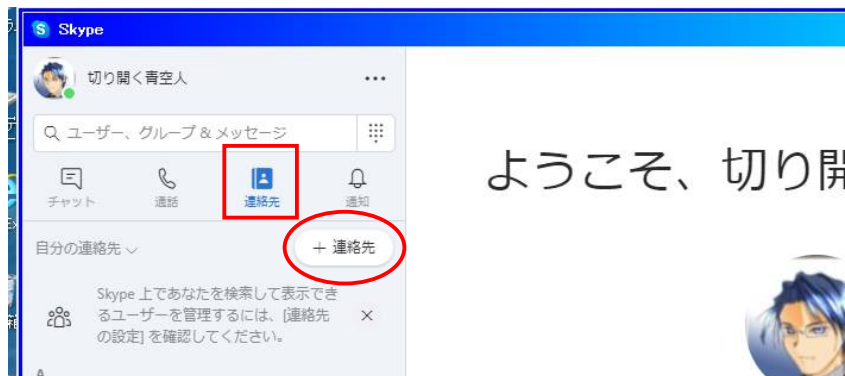 Skype
切り開く青空人
ユーザー、グループ & メッセージ
チャット
通話
連絡先
通知
自分の連絡先
+ 連絡先
Skype 上であなたを検索して表示でき
るユーザーを管理するには、[連絡先
の設定] を確認してください。
ようこそ、切り開